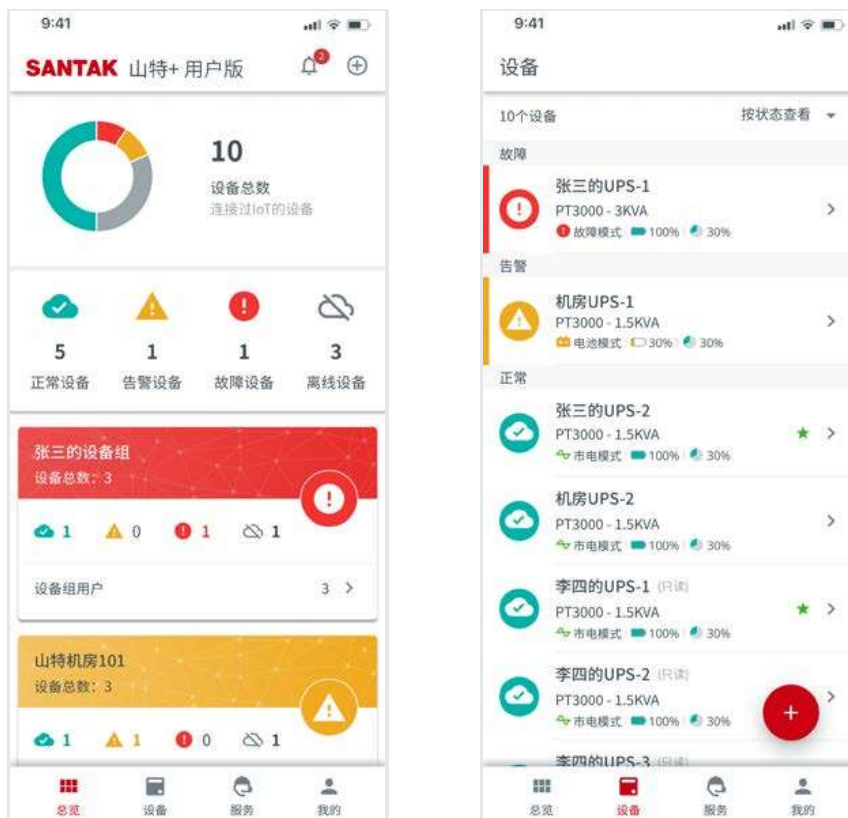 9:41
SANTAK 山特+ 用户版
2
10
设备总数
连接过IoT的设备
5
1
1
3
正常设备
告警设备
故障设备
离线设备
张三的设备组
设备总数：3
1
0
1
1
设备组用户
3
山特机房101
设备总数：3
1
1
0
1
总览
设备
服务
我的
9:41
设备
10个设备
按状态查看
故障
张三的UPS-1
PT3000 - 3KVA
故障模式 100% 30%
告警
机房UPS-1
PT3000 - 1.5KVA
电池模式 30% 30%
正常
张三的UPS-2
PT3000 - 1.5KVA
市电模式 100% 30%
机房UPS-2
PT3000 - 1.5KVA
市电模式 100% 30%
李四的UPS-1 (只读)
PT3000 - 1.5KVA
市电模式 100% 30%
李四的UPS-2 (只读)
PT3000 - 1.5KVA
市电模式 100% 30%
李四的UPS-3 (只读)
总览
设备
服务
我的